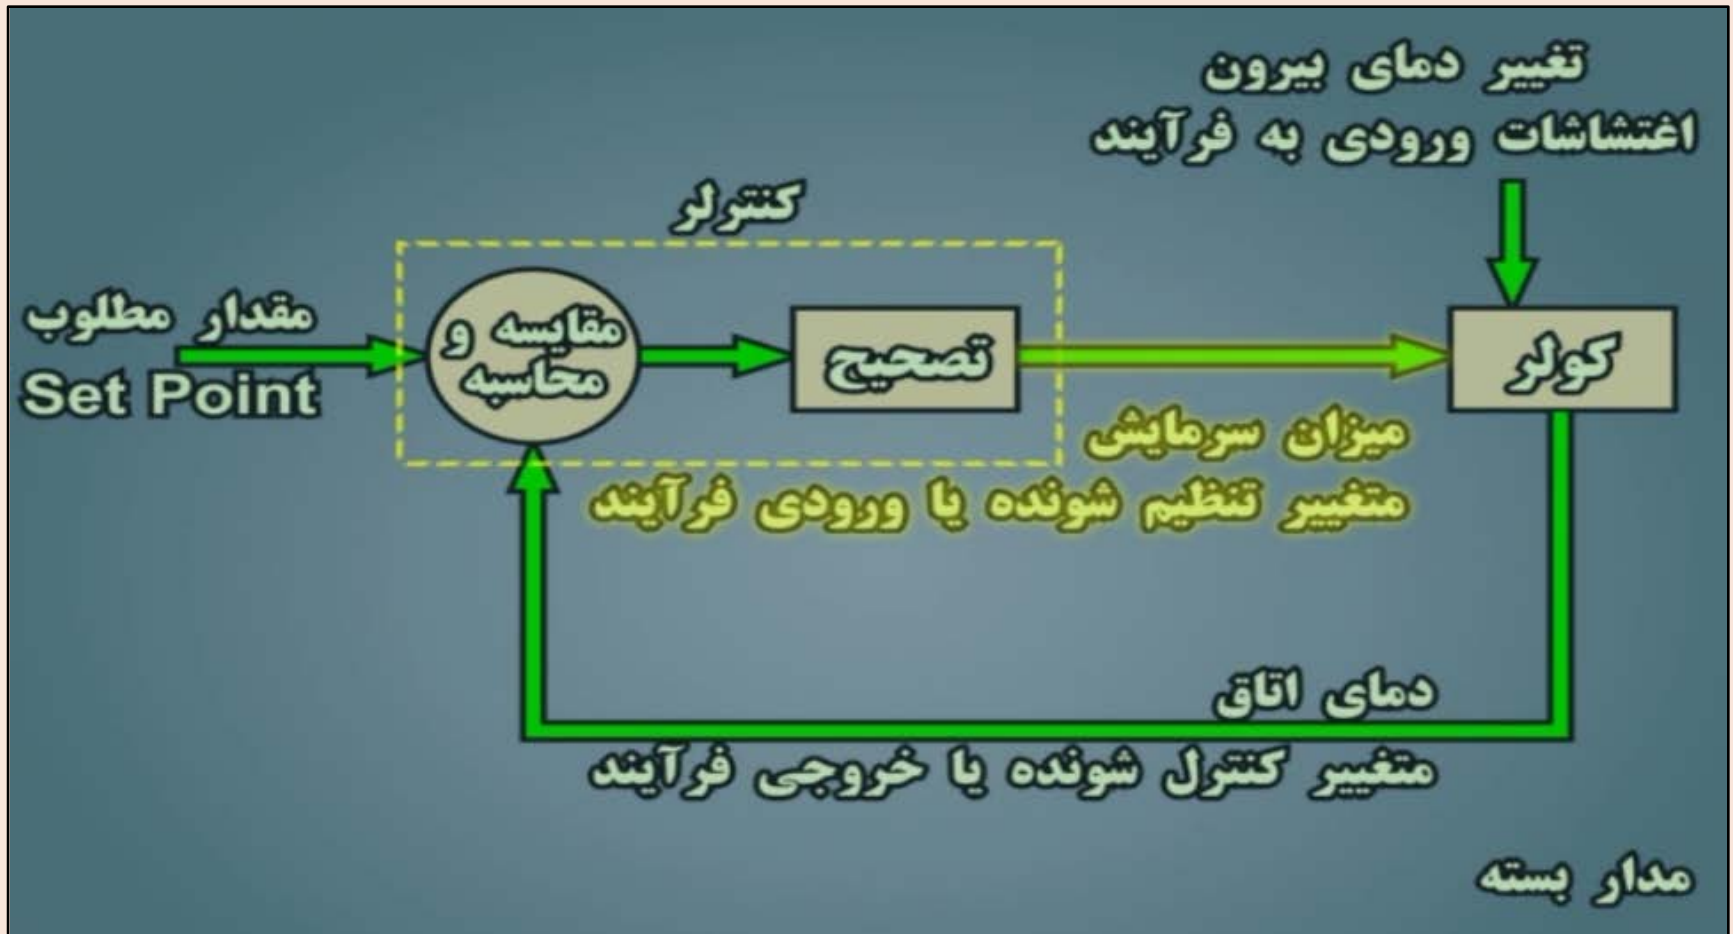 تغییر دمای بیرون
اغتشاشات ورودی به فرآیند
کنترلر
مقدار مطلوب
Set Point
مقایسه و
محاسبه
تصحیح
کولر
میزان سرمایش
متغییر تنظیم شونده یا ورودی فرآیند
دمای اتاق
متغییر کنترل شونده یا خروجی فرآیند
مدار بسته